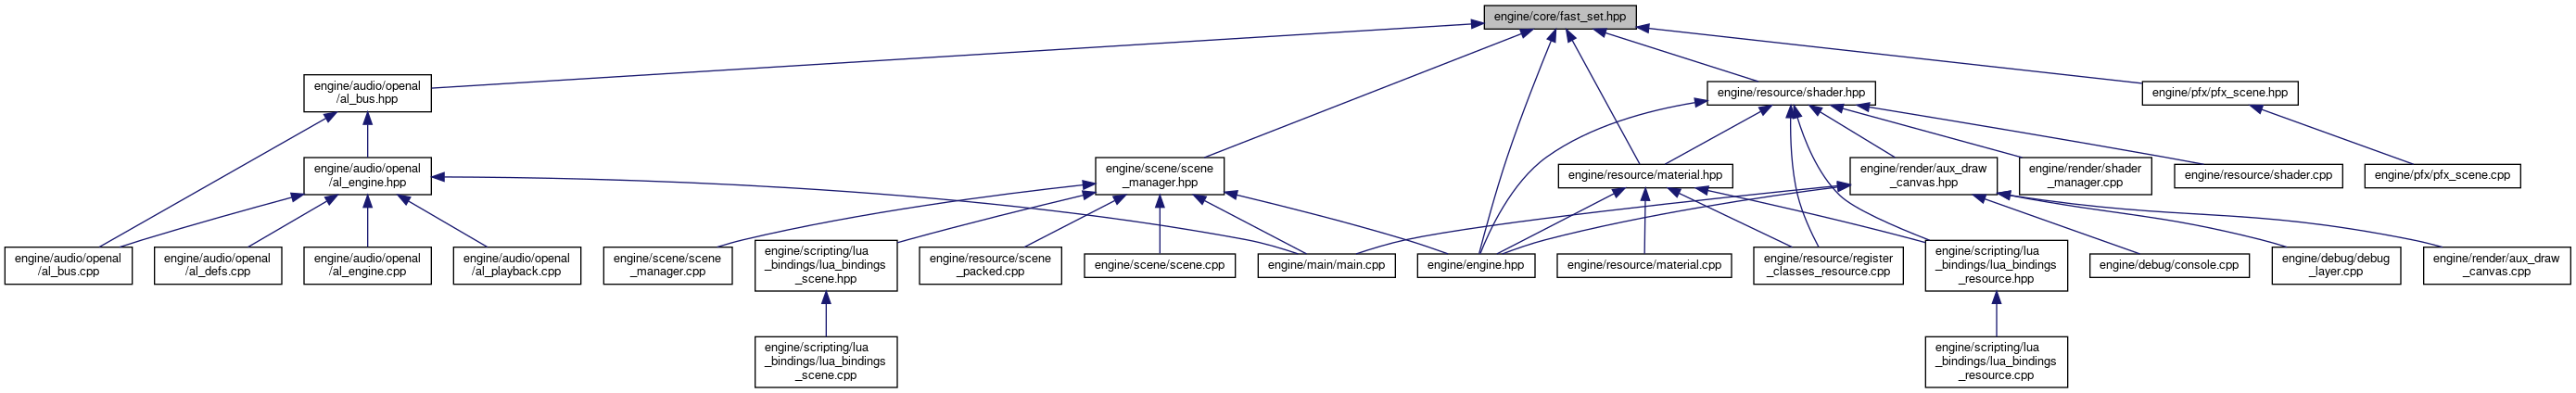 engine/core/fast_set.hpp
engine/audio/openal
/al_bus.hpp
engine/resource/shader.hpp
engine/pfx/pfx_scene.hpp
engine/audio/openal
/al_engine.hpp
engine/scene/scene
_manager.hpp
engine/resource/material.hpp
engine/render/aux_draw
_canvas.hpp
engine/render/shader
_manager.cpp
engine/resource/shader.cpp
engine/pfx/pfx_scene.cpp
engine/audio/openal
/al_bus.cpp
engine/audio/openal
/al_defs.cpp
engine/audio/openal
/al_engine.cpp
engine/audio/openal
/al_playback.cpp
engine/scene/scene
_manager.cpp
engine/scripting/lua
_bindings/lua_bindings
_scene.hpp
engine/resource/scene
_packed.cpp
engine/scene/scene.cpp
engine/main/main.cpp
engine/engine.hpp
engine/resource/material.cpp
engine/resource/register
_classes_resource.cpp
engine/scripting/lua
_bindings/lua_bindings
_resource.hpp
engine/debug/console.cpp
engine/debug/debug
_layer.cpp
engine/render/aux_draw
_canvas.cpp
engine/scripting/lua
_bindings/lua_bindings
_scene.cpp
engine/scripting/lua
_bindings/lua_bindings
_resource.cpp